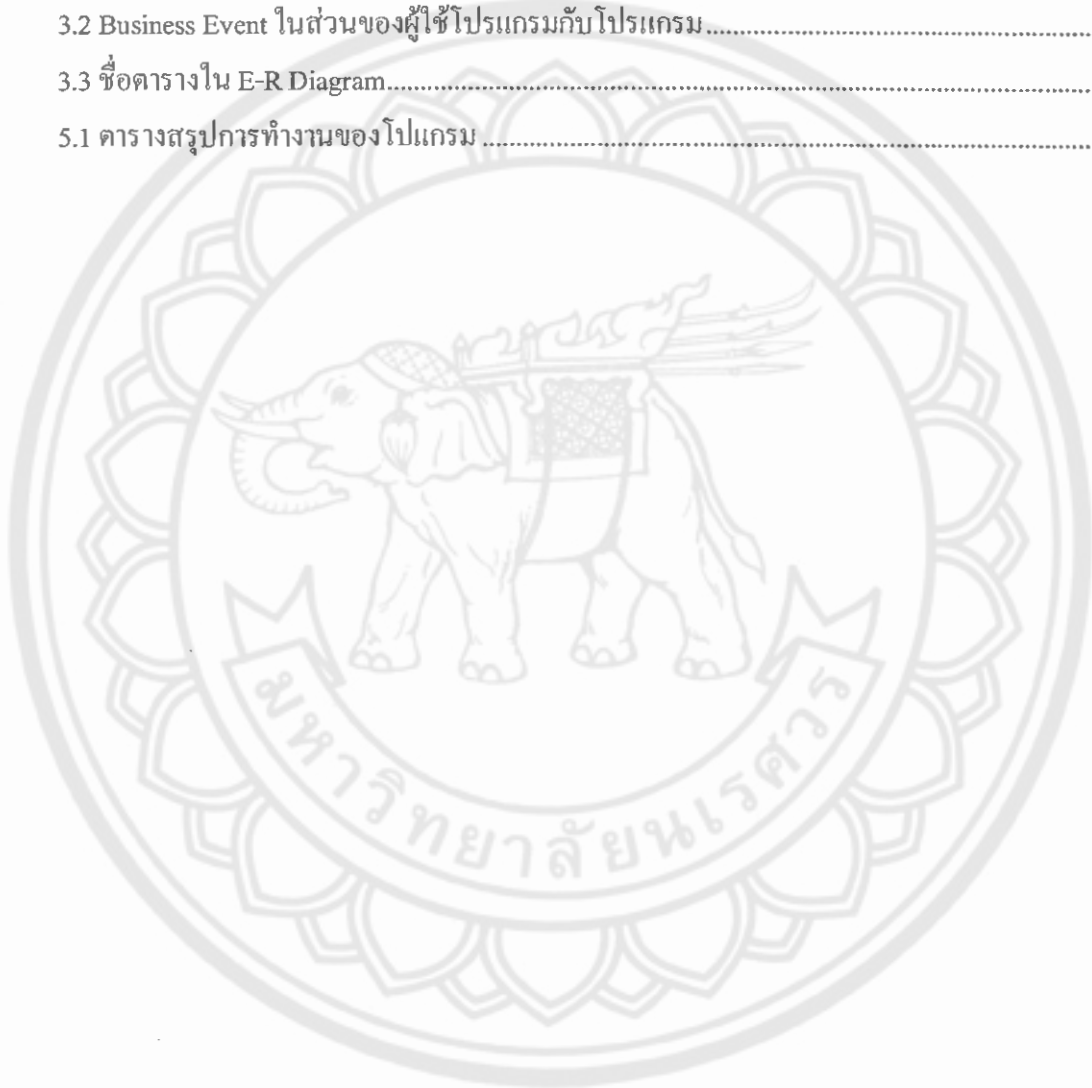 3.2 Business Event ในส่วนของผู้ใช้โปรแกรมกับโปรแกรม........................................................
3.3 ชื่อตารางใน E-R Diagram........................................................................................................
5.1 ตารางสรุปการทำงานของโปแกรม ..........................................................................................
มหาวิทยาลัยนเรศวร